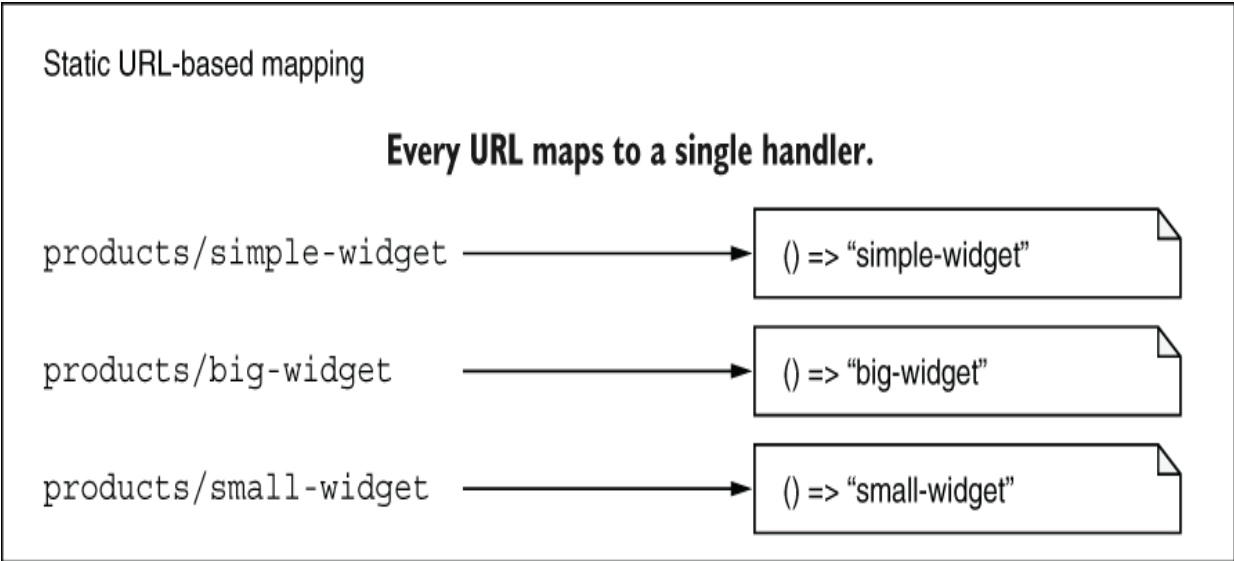 Static URL-based mapping
Every URL maps to a single handler.
products/simple-widget () => “simple-widget”
products/big-widget () => “big-widget”
products/small-widget () => “small-widget”